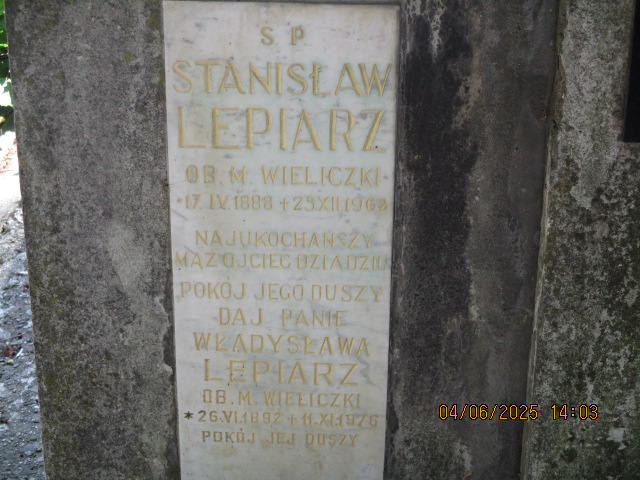 S P
STANISŁAW
LEPIARZ
OB. M. WIELICZKI
*17.IV.1888 + 25.XII.1962
NAJUKOCHAŃSZY
MĄŻ OJCIEC DZIADZIU
POKÓJ JEGO DUSZY
DAJ PANIE
WŁADYSŁAWA
LEPIARZ
OB. M. WIELICZKI
*26.VI.1892 + 11.XI.1976
POKÓJ JEJ DUSZY
04/06/2025 14:03